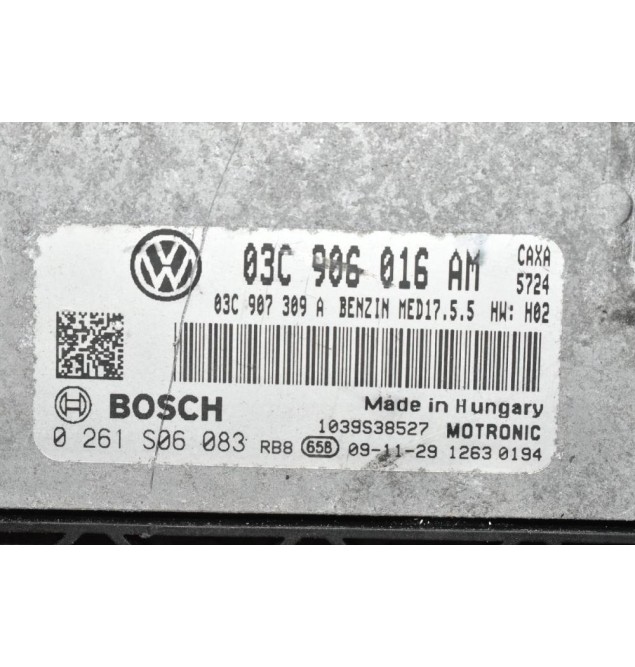 VW
03C 906 016 AM CAXA
5724
03C 907 309 A BENZIN MED17.5.5 HW: H02
BOSCH Made in Hungary
1039S38527 MOTRONIC
0 261 S06 083 RB8 658 09-11-29 1263 0194